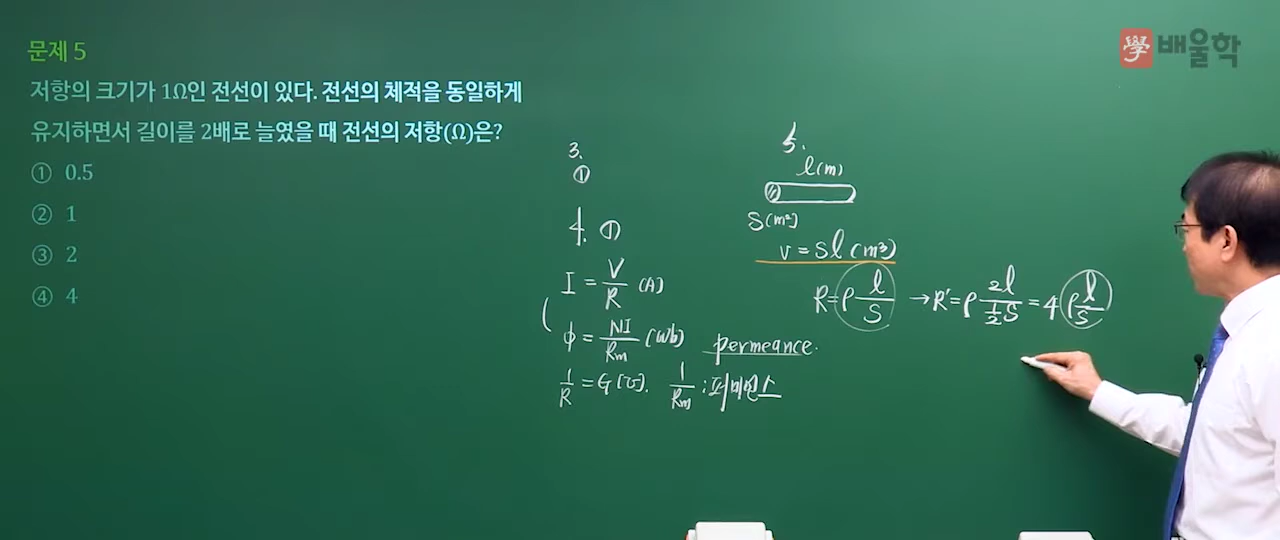 學 배울학
문제 5
저항의 크기가 1Ω인 전선이 있다. 전선의 체적을 동일하게
유지하면서 길이를 2배로 늘였을 때 전선의 저항(Ω)은?
① 0.5
② 1
③ 2
④ 4
3.
①
4. ①
I = V/R (A)
φ = NI/Rm (wb)
permeance.
1/R = G [℧]. 1/Rm : 퍼미언스
5.
l (m)
S (m²)
v = Sl (m³)
R = ρ l/S → R' = ρ 2l/(1/2 S) = 4 ρ l/S